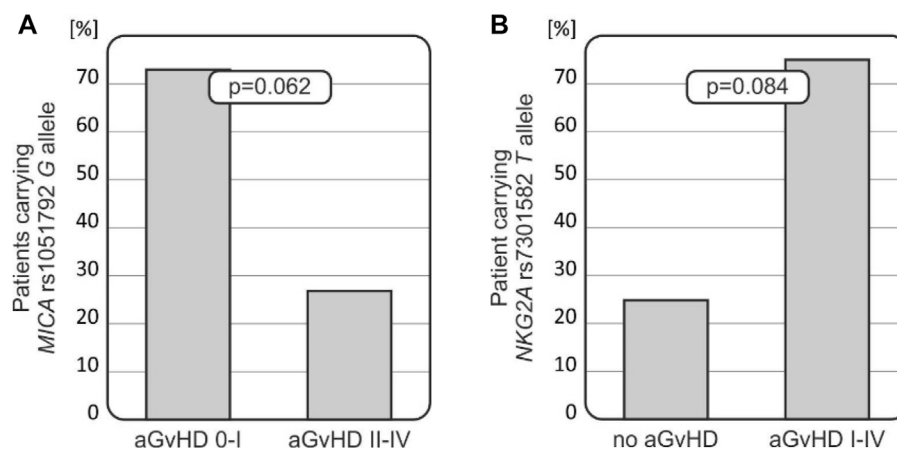 A
[%]
Patients carrying
MICA rs1051792 G allele
70
60
50
40
30
20
10
0
p=0.062
aGvHD 0-I
aGvHD II-IV
B
[%]
Patient carrying
NKG2A rs7301582 T allele
70
60
50
40
30
20
10
0
p=0.084
no aGvHD
aGvHD I-IV